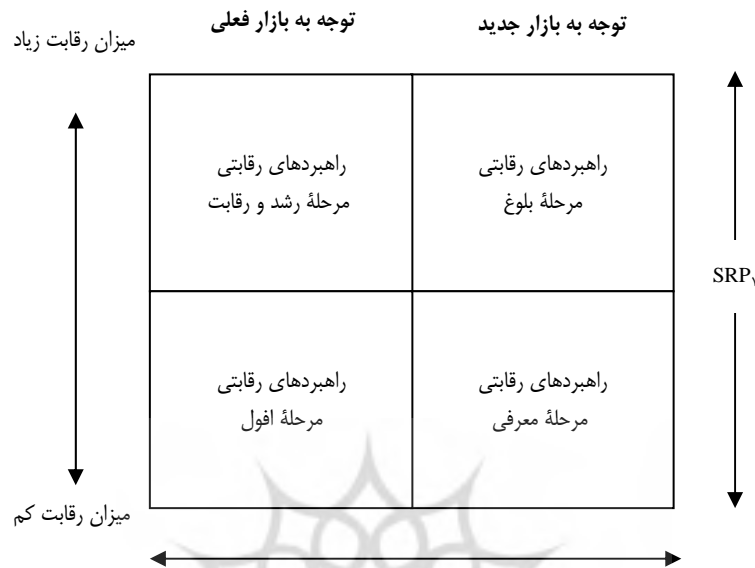 توجه به بازار جدید
توجه به بازار فعلی
میزان رقابت زیاد
راهبردهای رقابتی
مرحلهٔ بلوغ
راهبردهای رقابتی
مرحلهٔ رشد و رقابت
SRP۱
راهبردهای رقابتی
مرحلهٔ معرفی
راهبردهای رقابتی
مرحلهٔ افول
میزان رقابت کم